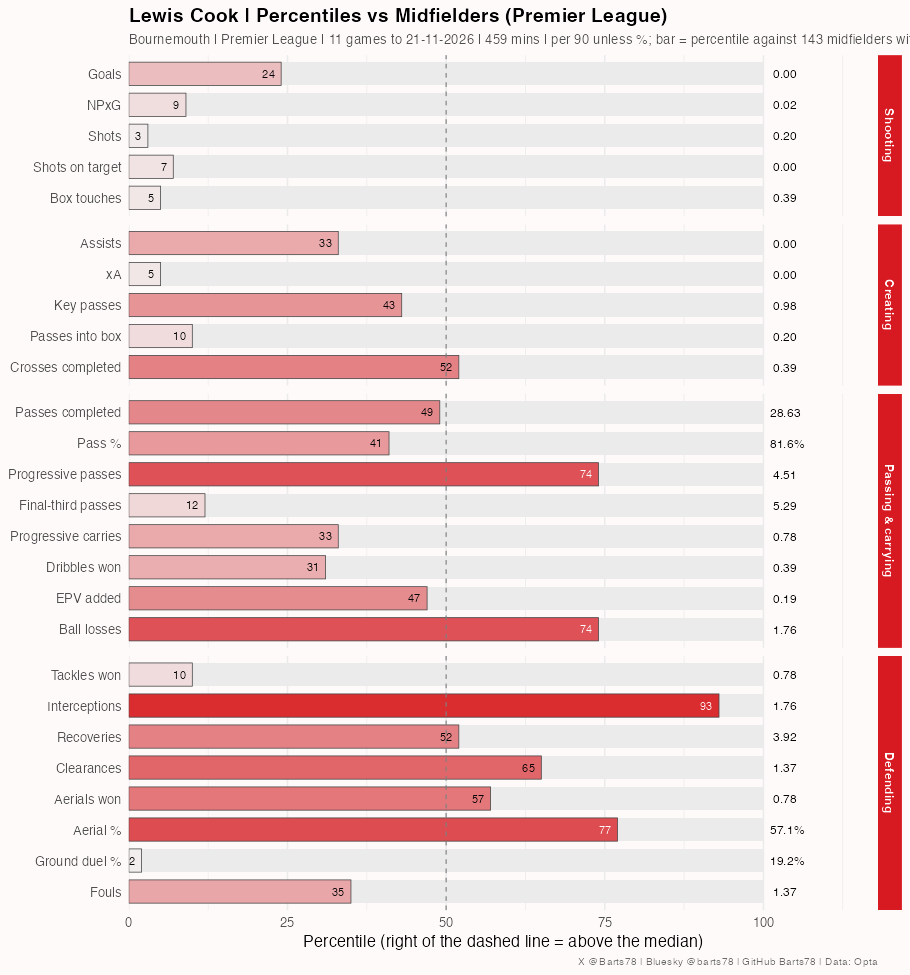 Lewis Cook | Percentiles vs Midfielders (Premier League)
Bournemouth | Premier League | 11 games to 21-11-2026 | 459 mins | per 90 unless %; bar = percentile against 143 midfielders
Goals 24 0.00
NPxG 9 0.02
Shots 3 0.20
Shots on target 7 0.00
Box touches 5 0.39
Shooting
Assists 33 0.00
xA 5 0.00
Key passes 43 0.98
Passes into box 10 0.20
Crosses completed 52 0.39
Creating
Passes completed 49 28.63
Pass % 41 81.6%
Progressive passes 74 4.51
Final-third passes 12 5.29
Progressive carries 33 0.78
Dribbles won 31 0.39
EPV added 47 0.19
Ball losses 74 1.76
Passing & carrying
Tackles won 10 0.78
Interceptions 93 1.76
Recoveries 52 3.92
Clearances 65 1.37
Aerials won 57 0.78
Aerial % 77 57.1%
Ground duel % 2 19.2%
Fouls 35 1.37
Defending
0 25 50 75 100
Percentile (right of the dashed line = above the median)
X @Barts78 | Bluesky @barts78 | GitHub Barts78 | Data: Opta